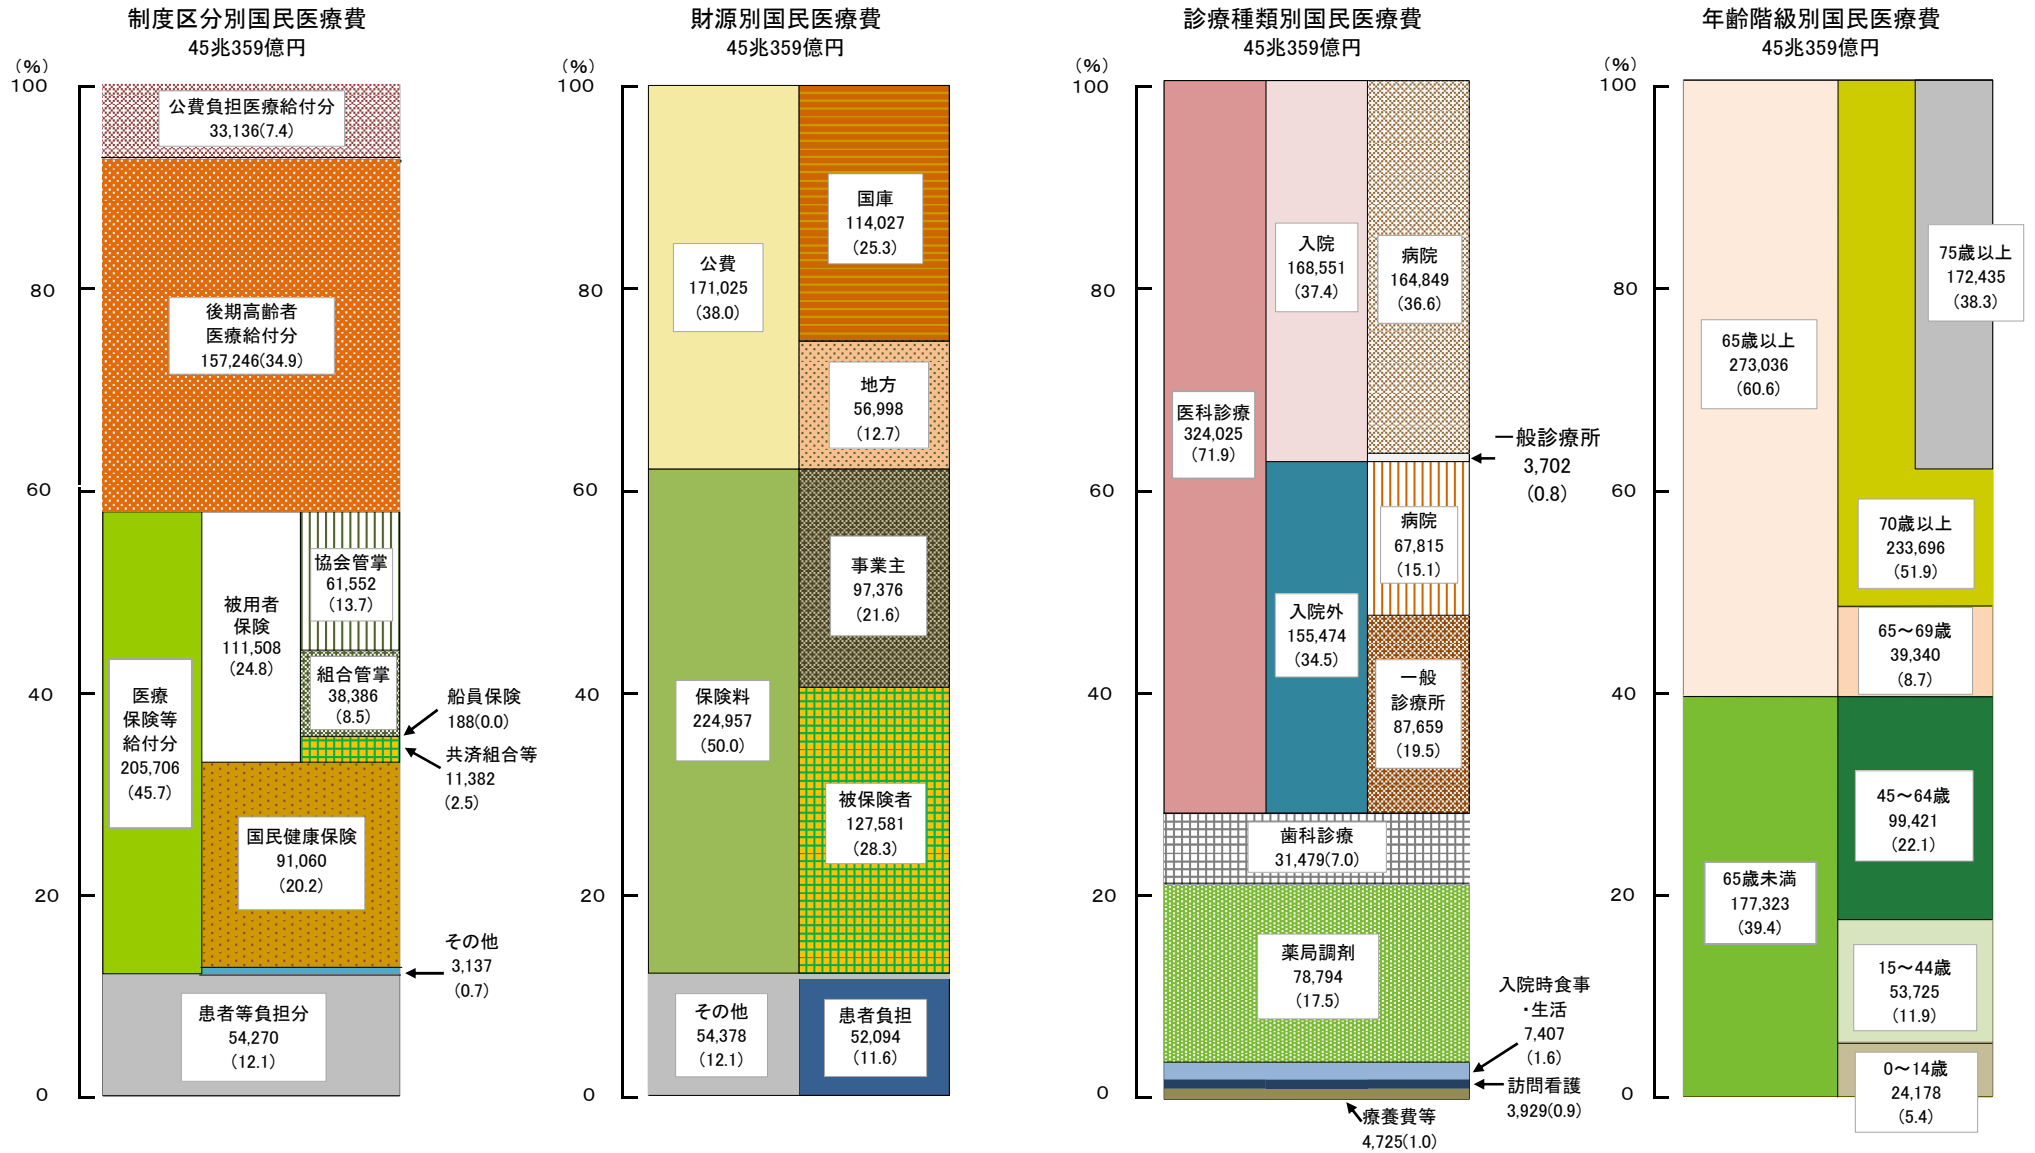 制度区分別国民医療費
45兆359億円
(%)
100
80
60
40
20
0
公費負担医療給付分
33,136(7.4)
後期高齢者
医療給付分
157,246(34.9)
医療
保険等
給付分
205,706
(45.7)
被用者
保険
111,508
(24.8)
協会管掌
61,552
(13.7)
組合管掌
38,386
(8.5)
船員保険
188(0.0)
共済組合等
11,382
(2.5)
国民健康保険
91,060
(20.2)
その他
3,137
(0.7)
患者等負担分
54,270
(12.1)
財源別国民医療費
45兆359億円
(%)
100
80
60
40
20
0
公費
171,025
(38.0)
国庫
114,027
(25.3)
地方
56,998
(12.7)
保険料
224,957
(50.0)
事業主
97,376
(21.6)
被保険者
127,581
(28.3)
その他
54,378
(12.1)
患者負担
52,094
(11.6)
診療種類別国民医療費
45兆359億円
(%)
100
80
60
40
20
0
医科診療
324,025
(71.9)
入院
168,551
(37.4)
病院
164,849
(36.6)
一般診療所
3,702
(0.8)
入院外
155,474
(34.5)
病院
67,815
(15.1)
一般
診療所
87,659
(19.5)
歯科診療
31,479(7.0)
薬局調剤
78,794
(17.5)
入院時食事
・生活
7,407
(1.6)
訪問看護
3,929(0.9)
療養費等
4,725(1.0)
年齢階級別国民医療費
45兆359億円
(%)
100
80
60
40
20
0
65歳以上
273,036
(60.6)
75歳以上
172,435
(38.3)
70歳以上
233,696
(51.9)
65～69歳
39,340
(8.7)
65歳未満
177,323
(39.4)
45～64歳
99,421
(22.1)
15～44歳
53,725
(11.9)
0～14歳
24,178
(5.4)